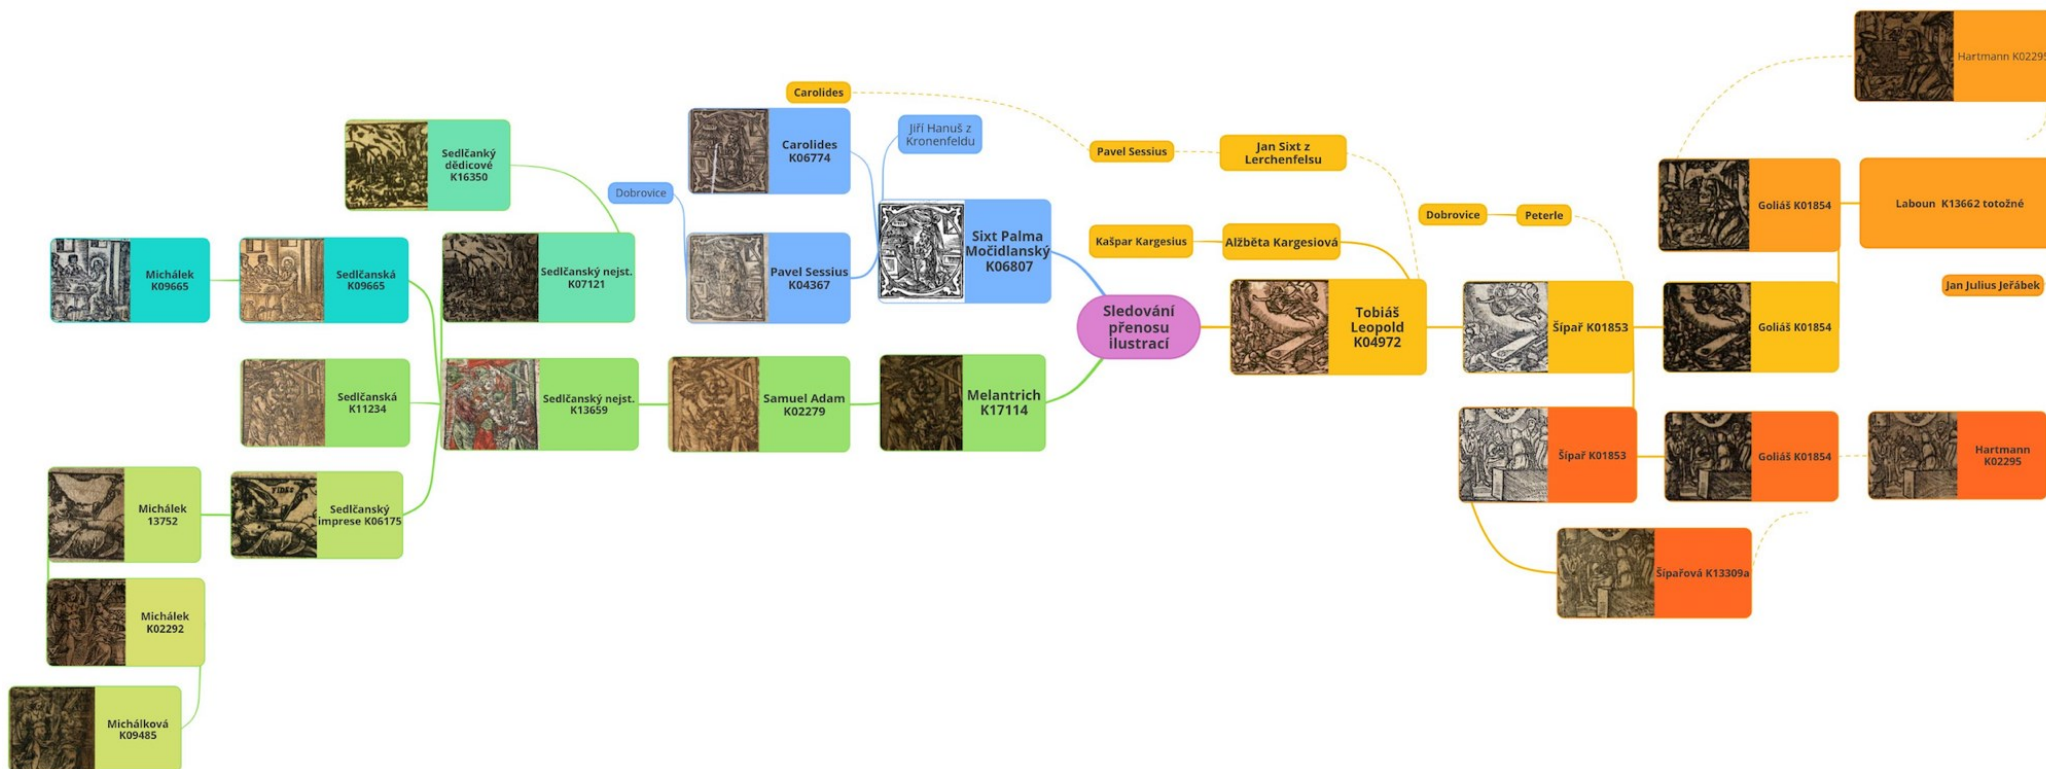 Hartmann K02295
Carolides
Carolides
K06774
Jiří Hanuš z
Kronenfeldu
Pavel Sessius
Jan Sixt z
Lerchenfelsu
Sedlčanký
dědicové
K16350
Dobrovice
Goliáš K01854
Laboun K13662 totožné
Dobrovice
Peterle
Kašpar Kargesius
Alžběta Kargesiová
Sixt Palma
Močidlanský
K06807
Michálek
K09665
Sedlčanská
K09665
Sedlčanský nejst.
K07121
Pavel Sessius
K04367
Jan Julius Jeřábek
Sledování
přenosu
ilustrací
Tobiáš
Leopold
K04972
Šípař K01853
Goliáš K01854
Sedlčanská
K11234
Sedlčanský nejst.
K13659
Samuel Adam
K02279
Melantrich
K17114
Šípař K01853
Goliáš K01854
Hartmann
K02295
Michálek
13752
FIDES
Sedlčanský
imprese K06175
Šípařová K13309a
Michálek
K02292
Michálková
K09485